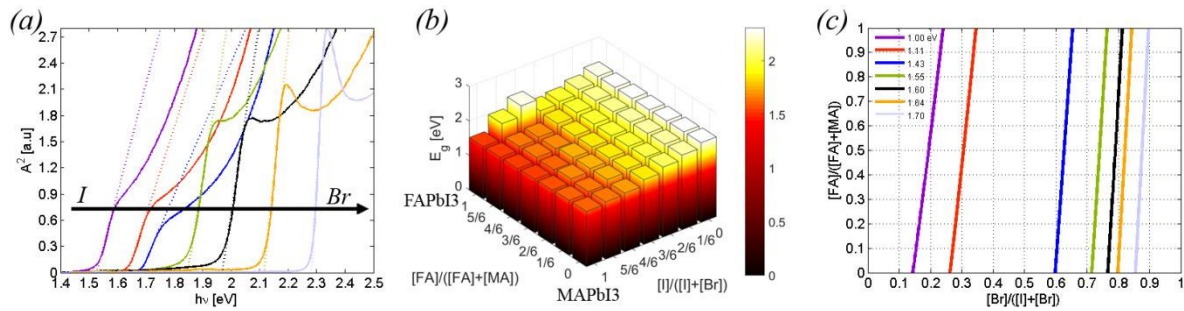 (a)
2.7
2.4
2.1
1.8
1.5
1.2
0.9
0.6
0.3
0
A² [a.u]
I
Br
1.4 1.5 1.6 1.7 1.8 1.9 2 2.1 2.2 2.3 2.4 2.5
hν [eV]
(b)
3
2
1
0
E_g [eV]
FAPbI3
1
5/6
4/6
3/6
2/6
1/6
0
[FA]/([FA]+[MA])
MAPbI3
1
5/6
4/6
3/6
2/6
1/6
0
[I]/([I]+[Br])
2
1.5
1
0.5
0
(c)
1
0.9
0.8
0.7
0.6
0.5
0.4
0.3
0.2
0.1
0
[FA]/([FA]+[MA])
1.00 eV
1.11
1.43
1.55
1.60
1.64
1.70
0 0.1 0.2 0.3 0.4 0.5 0.6 0.7 0.8 0.9 1
[Br]/([I]+[Br])